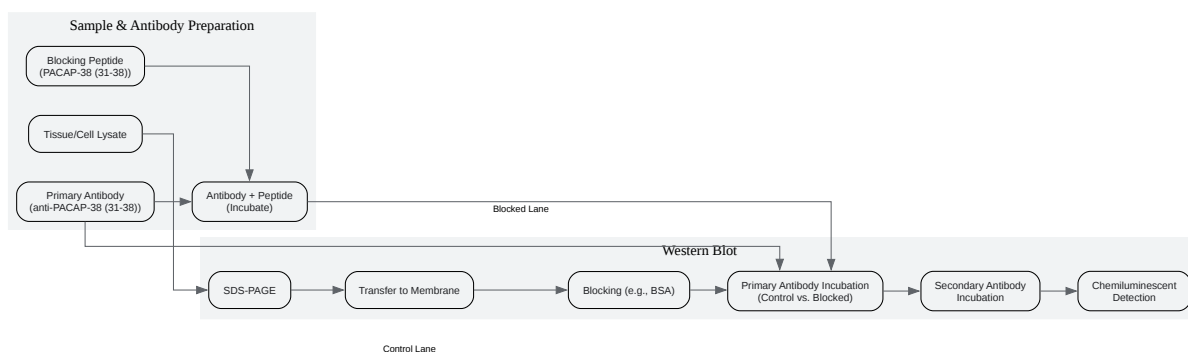 Sample & Antibody Preparation
Blocking Peptide
(PACAP-38 (31-38))
Tissue/Cell Lysate
Primary Antibody
(anti-PACAP-38 (31-38))
Antibody + Peptide
(Incubate)
Blocked Lane
Western Blot
SDS-PAGE
Transfer to Membrane
Blocking (e.g., BSA)
Primary Antibody Incubation
(Control vs. Blocked)
Secondary Antibody
Incubation
Chemiluminescent
Detection
Control Lane